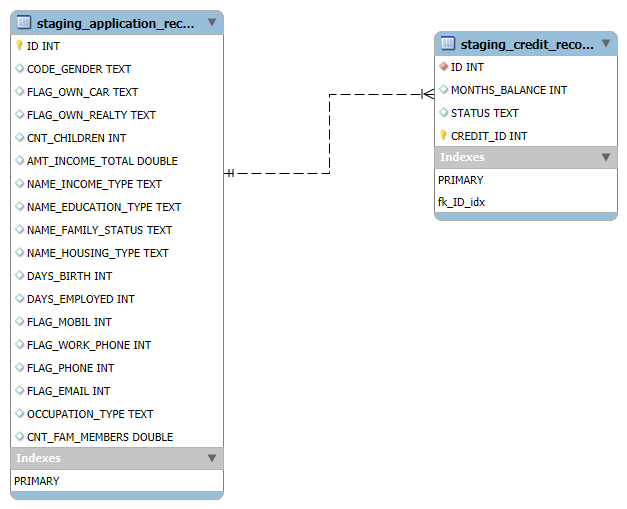 staging_application_rec...
ID INT
CODE_GENDER TEXT
FLAG_OWN_CAR TEXT
FLAG_OWN_REALTY TEXT
CNT_CHILDREN INT
AMT_INCOME_TOTAL DOUBLE
NAME_INCOME_TYPE TEXT
NAME_EDUCATION_TYPE TEXT
NAME_FAMILY_STATUS TEXT
NAME_HOUSING_TYPE TEXT
DAYS_BIRTH INT
DAYS_EMPLOYED INT
FLAG_MOBIL INT
FLAG_WORK_PHONE INT
FLAG_PHONE INT
FLAG_EMAIL INT
OCCUPATION_TYPE TEXT
CNT_FAM_MEMBERS DOUBLE
Indexes
PRIMARY
staging_credit_reco...
ID INT
MONTHS_BALANCE INT
STATUS TEXT
CREDIT_ID INT
Indexes
PRIMARY
fk_ID_idx